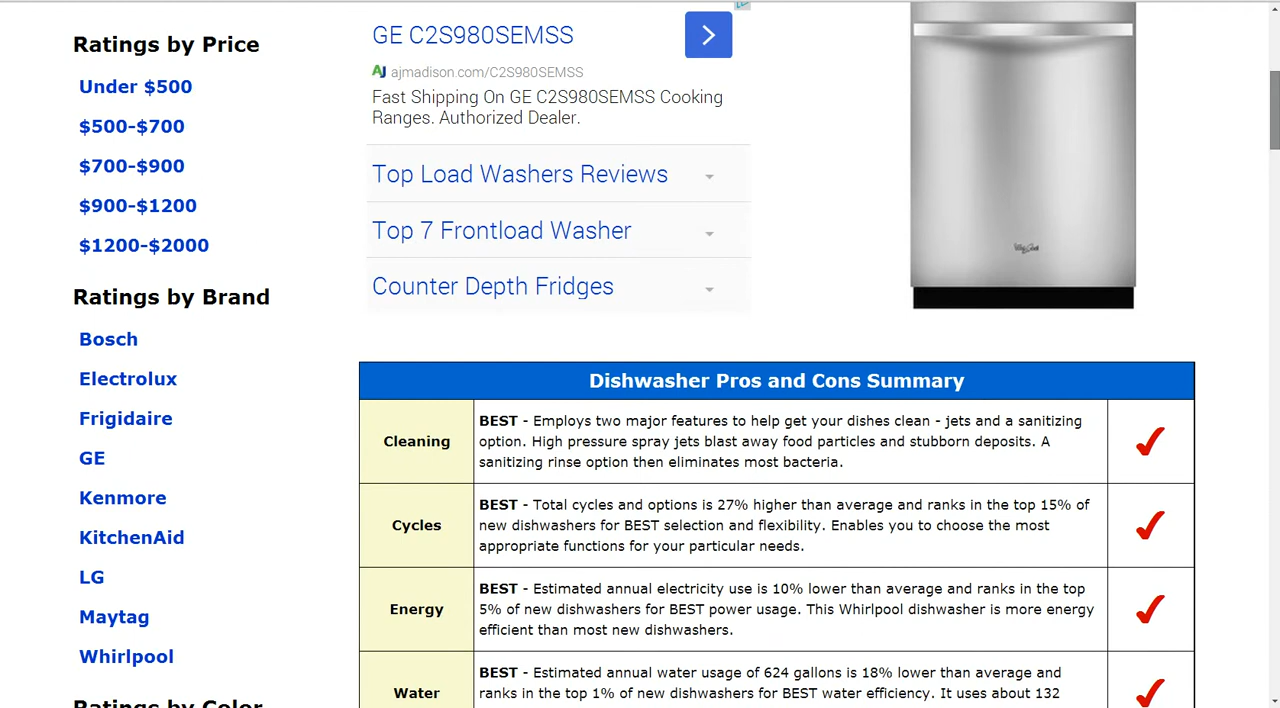 Ratings by Price
Under $500
$500-$700
$700-$900
$900-$1200
$1200-$2000
Ratings by Brand
Bosch
Electrolux
Frigidaire
GE
Kenmore
KitchenAid
LG
Maytag
Whirlpool
Ratings by Color
GE C2S980SEMSS
AJ ajmadison.com/C2S980SEMSS
Fast Shipping On GE C2S980SEMSS Cooking
Ranges. Authorized Dealer.
Top Load Washers Reviews
Top 7 Frontload Washer
Counter Depth Fridges
Whirlpool
Dishwasher Pros and Cons Summary
Cleaning
BEST - Employs two major features to help get your dishes clean - jets and a sanitizing
option. High pressure spray jets blast away food particles and stubborn deposits. A
sanitizing rinse option then eliminates most bacteria.
Cycles
BEST - Total cycles and options is 27% higher than average and ranks in the top 15% of
new dishwashers for BEST selection and flexibility. Enables you to choose the most
appropriate functions for your particular needs.
Energy
BEST - Estimated annual electricity use is 10% lower than average and ranks in the top
5% of new dishwashers for BEST power usage. This Whirlpool dishwasher is more energy
efficient than most new dishwashers.
Water
BEST - Estimated annual water usage of 624 gallons is 18% lower than average and
ranks in the top 1% of new dishwashers for BEST water efficiency. It uses about 132